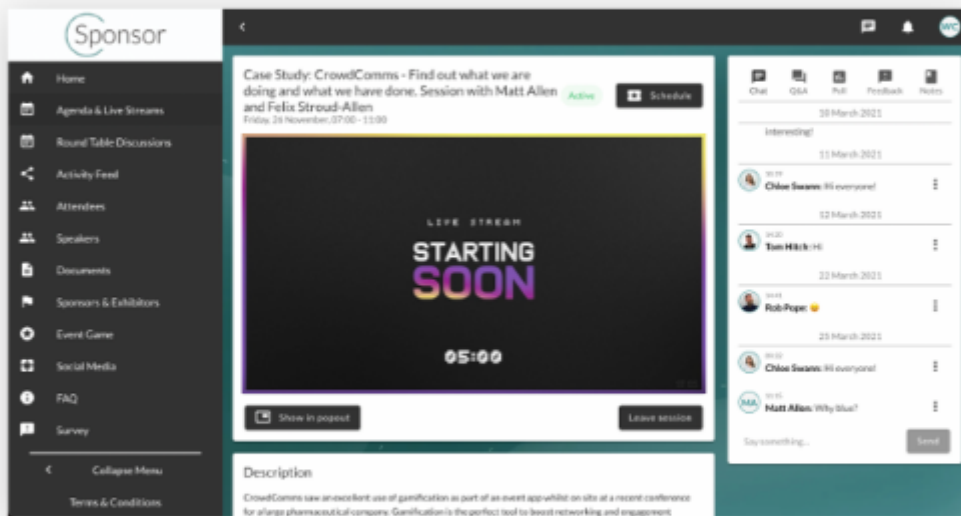 Sponsor
Home
Agenda & Live Streams
Round Table Discussions
Activity Feed
Attendees
Speakers
Documents
Sponsors & Exhibitors
Event Game
Social Media
FAQ
Survey
Collapse Menu
Terms & Conditions
WC
Case Study: CrowdComms - Find out what we are
doing and what we have done. Session with Matt Allen
and Felix Stroud-Allen
Friday, 26 November, 07:00 - 11:00
Active
Schedule
LIVE STREAM
STARTING
SOON
05:00
Show in popout
Leave session
Description
CrowdComms saw an excellent use of gamification as part of an event app whilst on site at a recent conference
for a large pharmaceutical company. Gamification is the perfect tool to boost networking and engagement
Chat Q&A Poll Feedback Notes
10 March 2021
interesting!
11 March 2021
Chloe Swann: Hi everyone!
12 March 2021
Tom Hitch: Hi
22 March 2021
Rob Pope: 😀
25 March 2021
Chloe Swann: Hi everyone!
MA
Matt Allen: Why blue?
Say something...
Send